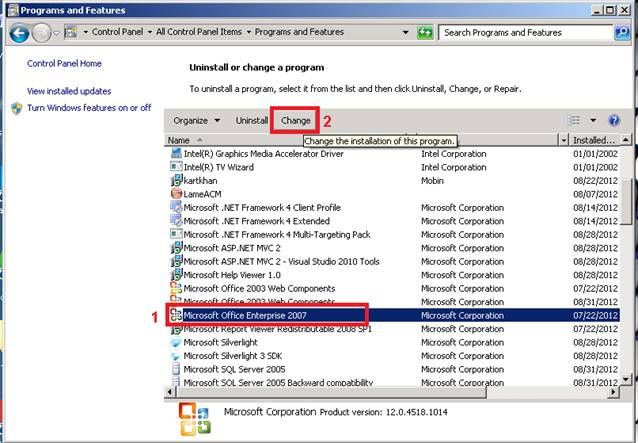 Programs and Features
Control Panel All Control Panel Items Programs and Features Search Programs and Features
Control Panel Home
View installed updates
Turn Windows features on or off
Uninstall or change a program
To uninstall a program, select it from the list and then click Uninstall, Change, or Repair.
Organize Uninstall Change 2
Change the installation of this program.
Name Installed...
Intel(R) Graphics Media Accelerator Driver Intel Corporation 01/01/2002
Intel(R) TV Wizard Intel Corporation 01/01/2002
kartkhan Mobin 08/22/2012
LameACM 08/07/2012
Microsoft .NET Framework 4 Client Profile Microsoft Corporation 08/14/2012
Microsoft .NET Framework 4 Extended Microsoft Corporation 08/14/2012
Microsoft .NET Framework 4 Multi-Targeting Pack Microsoft Corporation 08/28/2012
Microsoft ASP.NET MVC 2 Microsoft Corporation 08/28/2012
Microsoft ASP.NET MVC 2 - Visual Studio 2010 Tools Microsoft Corporation 08/28/2012
Microsoft Help Viewer 1.0 Microsoft Corporation 08/28/2012
Microsoft Office 2003 Web Components Microsoft Corporation 07/22/2012
Microsoft Office 2003 Web Components Microsoft Corporation 08/31/2012
1 Microsoft Office Enterprise 2007 Microsoft Corporation 07/22/2012
Microsoft Report Viewer Redistributable 2008 SP1 Microsoft Corporation 07/22/2012
Microsoft Silverlight Microsoft Corporation 08/28/2012
Microsoft Silverlight 3 SDK Microsoft Corporation 08/28/2012
Microsoft SQL Server 2005 Microsoft Corporation 08/31/2012
Microsoft SQL Server 2005 Backward compatibility Microsoft Corporation 07/22/2012
Microsoft Corporation Product version: 12.0.4518.1014